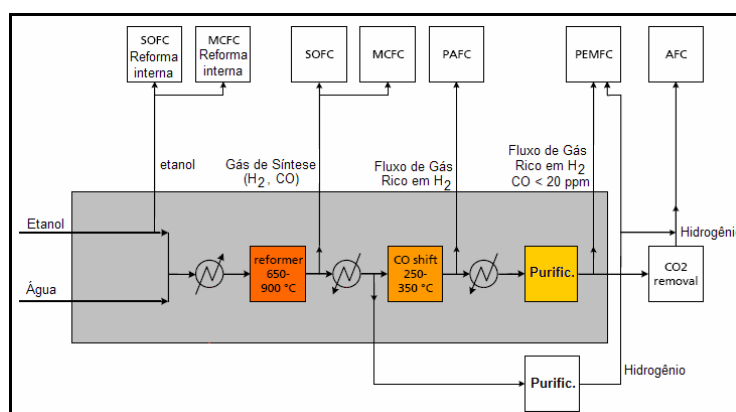 SOFC
Reforma
interna
MCFC
Reforma
interna
SOFC
MCFC
PAFC
PEMFC
AFC
etanol
Gás de Síntese
(H2 , CO)
Fluxo de Gás
Rico em H2
Fluxo de Gás
Rico em H2
CO < 20 ppm
Etanol
Hidrogênio
reformer
650-
900 °C
CO shift
250-
350 °C
Purific.
CO2
removal
Água
Purific.
Hidrogênio